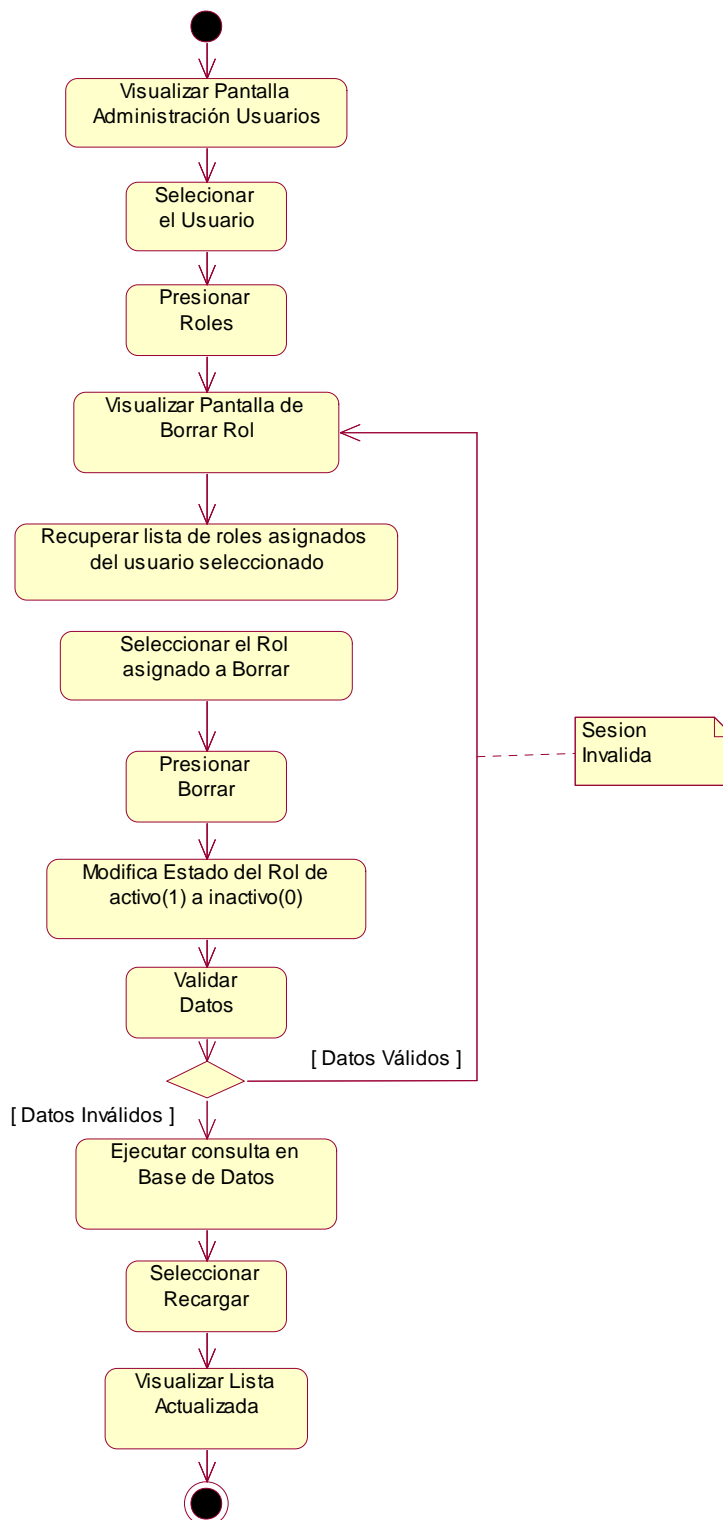 Visualizar Pantalla
Administración Usuarios
Selecionar
el Usuario
Presionar
Roles
Visualizar Pantalla de
Borrar Rol
Recuperar lista de roles asignados
del usuario seleccionado
Seleccionar el Rol
asignado a Borrar
Sesion
Invalida
Presionar
Borrar
Modifica Estado del Rol de
activo(1) a inactivo(0)
Validar
Datos
[ Datos Válidos ]
[ Datos Inválidos ]
Ejecutar consulta en
Base de Datos
Seleccionar
Recargar
Visualizar Lista
Actualizada